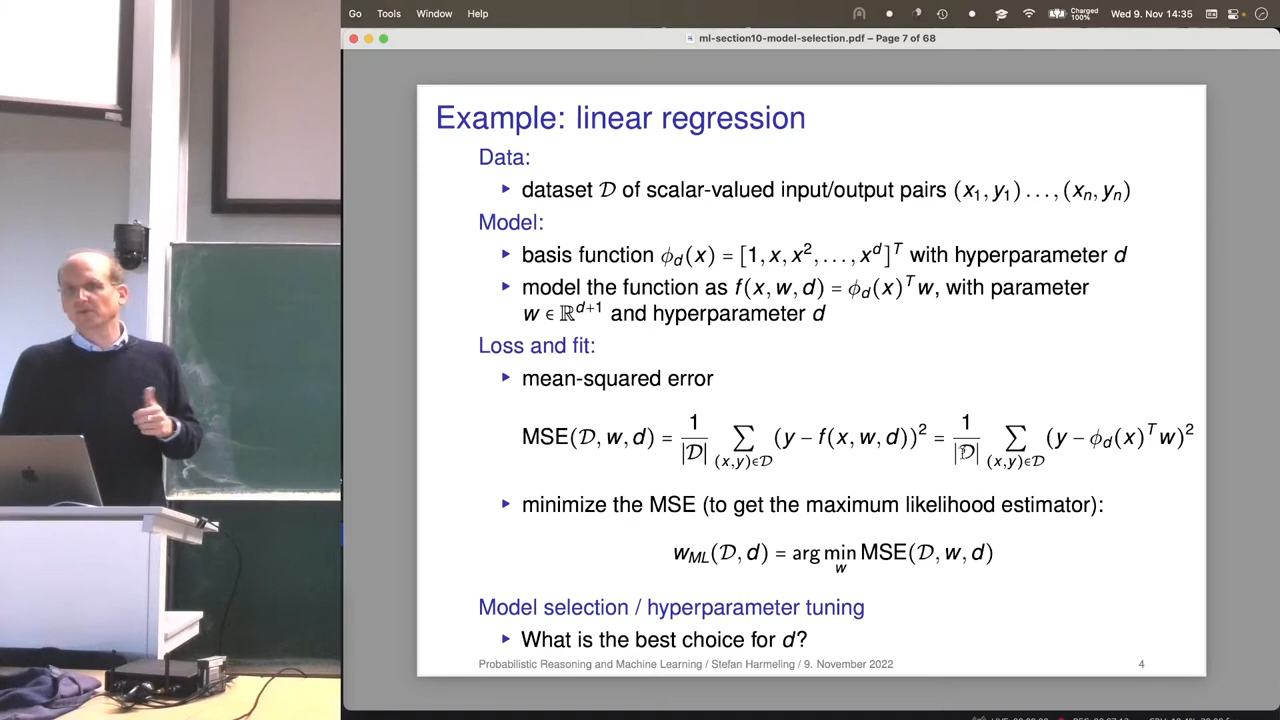 Go Tools Window Help
Charged 100% Wed 9. Nov 14:35
ml-section10-model-selection.pdf – Page 7 of 68
Example: linear regression
Data:
▸ dataset 𝒟 of scalar-valued input/output pairs (x₁, y₁) . . . , (xₙ, yₙ)
Model:
▸ basis function ϕ_d(x) = [1, x, x², . . . , x^d]^T with hyperparameter d
▸ model the function as f(x, w, d) = ϕ_d(x)^T w, with parameter
w ∈ ℝ^{d+1} and hyperparameter d
Loss and fit:
▸ mean-squared error
MSE(𝒟, w, d) = 1/|𝒟| ∑_{(x,y)∈𝒟} (y − f(x, w, d))² = 1/|𝒟| ∑_{(x,y)∈𝒟} (y − ϕ_d(x)^T w)²
▸ minimize the MSE (to get the maximum likelihood estimator):
w_{ML}(𝒟, d) = arg min_w MSE(𝒟, w, d)
Model selection / hyperparameter tuning
▸ What is the best choice for d?
Probabilistic Reasoning and Machine Learning / Stefan Harmeling / 9. November 2022 4